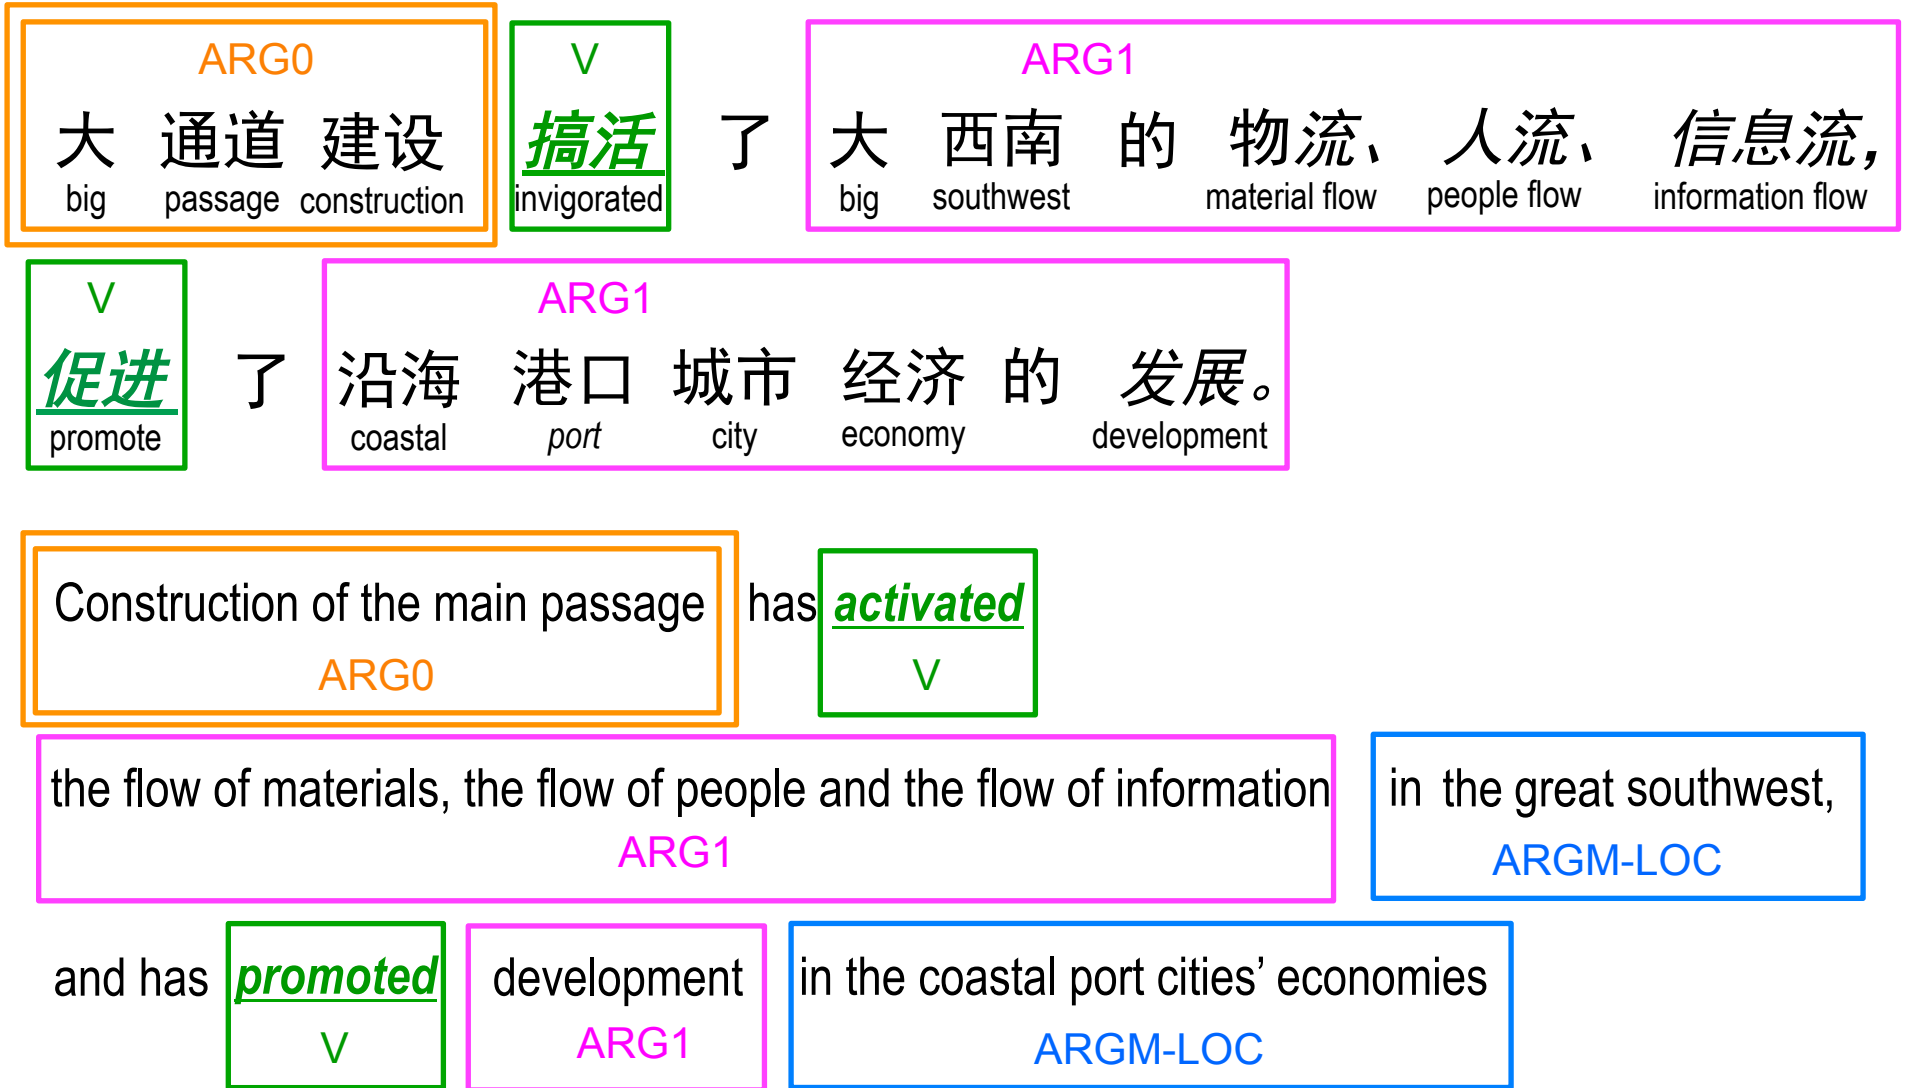 ARG0 V ARG1
大 通道 建设 搞活 了 大 西南 的 物流、 人流、 信息流,
big passage construction invigorated big southwest material flow people flow information flow
V ARG1
促进 了 沿海 港口 城市 经济 的 发展。
promote coastal port city economy development
Construction of the main passage has activated
ARG0 V
the flow of materials, the flow of people and the flow of information in the great southwest,
ARG1 ARGM-LOC
and has promoted development in the coastal port cities’ economies
V ARG1 ARGM-LOC